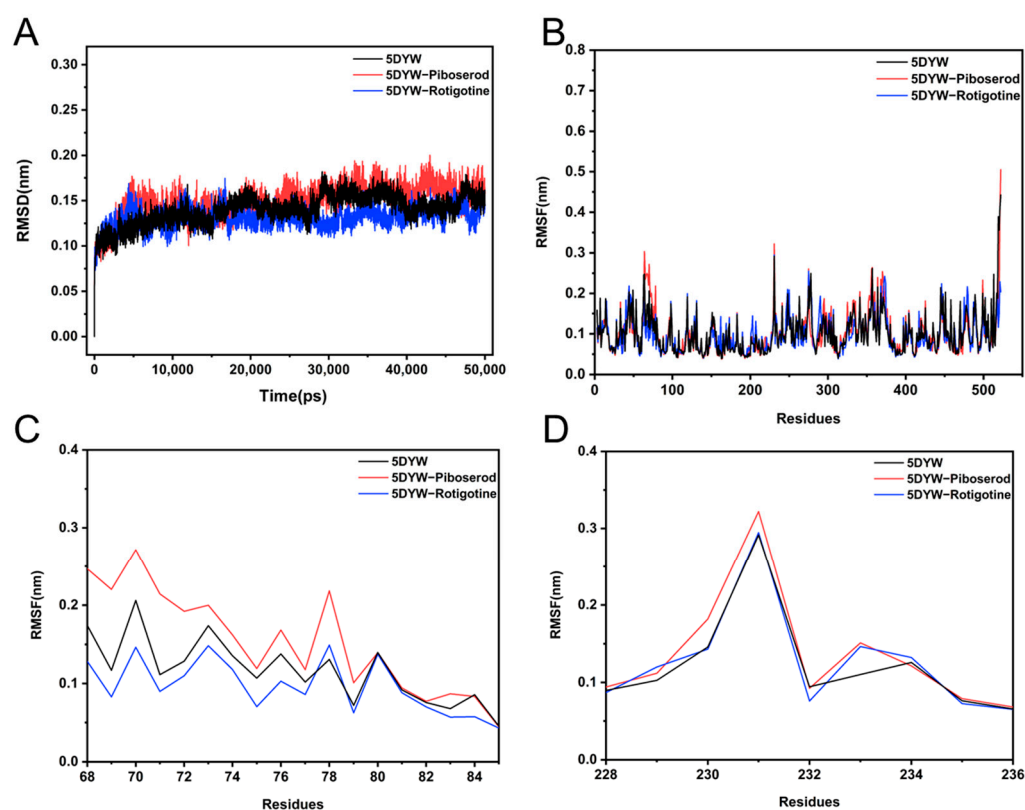 A
RMSD(nm)
0.30
0.25
0.20
0.15
0.10
0.05
0.00
5DYW
5DYW−Piboserod
5DYW−Rotigotine
0
10,000
20,000
30,000
40,000
50,000
Time(ps)
B
RMSF(nm)
0.8
0.7
0.6
0.5
0.4
0.3
0.2
0.1
0.0
5DYW
5DYW−Piboserod
5DYW−Rotigotine
0
100
200
300
400
500
Residues
C
RMSF(nm)
0.4
0.3
0.2
0.1
0.0
5DYW
5DYW−Piboserod
5DYW−Rotigotine
68
70
72
74
76
78
80
82
84
Residues
D
RMSF(nm)
0.4
0.3
0.2
0.1
0.0
5DYW
5DYW−Piboserod
5DYW−Rotigotine
228
230
232
234
236
Residues